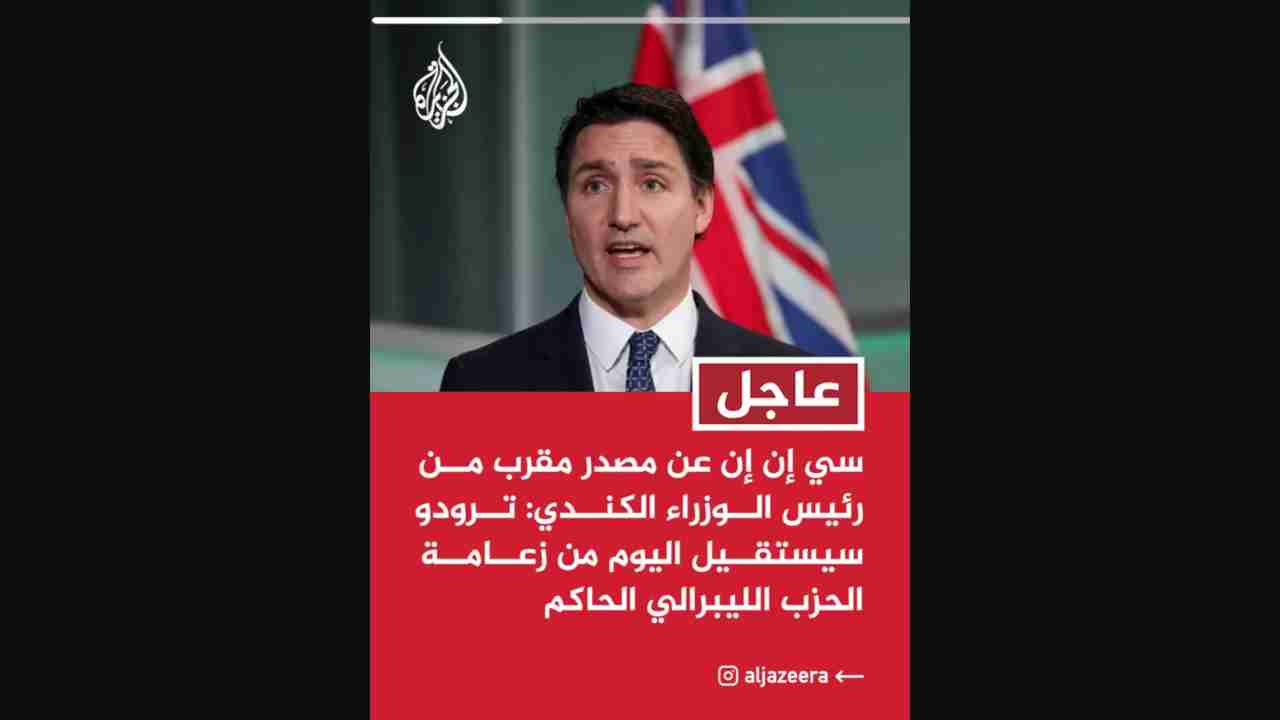 الجزيرة
عاجل
سي إن إن عن مصدر مقرب من
رئيس الوزراء الكندي: ترودو
سيستقيل اليوم من زعامة
الحزب الليبرالي الحاكم
aljazeera